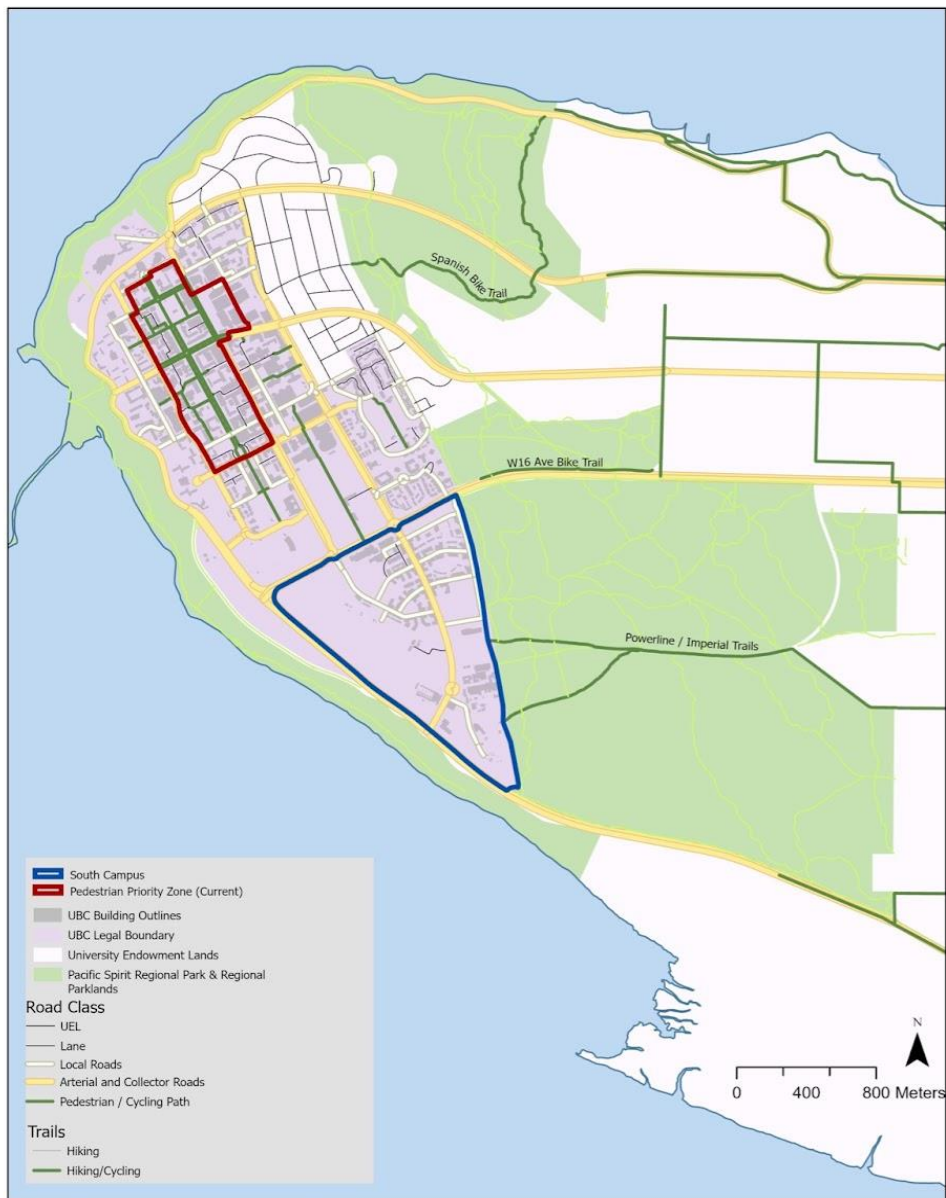 Spanish Bike Trail
W16 Ave Bike Trail
Powerline / Imperial Trails
South Campus
Pedestrian Priority Zone (Current)
UBC Building Outlines
UBC Legal Boundary
University Endowment Lands
Pacific Spirit Regional Park & Regional
Parklands
Road Class
UEL
Lane
Local Roads
Arterial and Collector Roads
Pedestrian / Cycling Path
Trails
Hiking
Hiking/Cycling
N
0 400 800 Meters